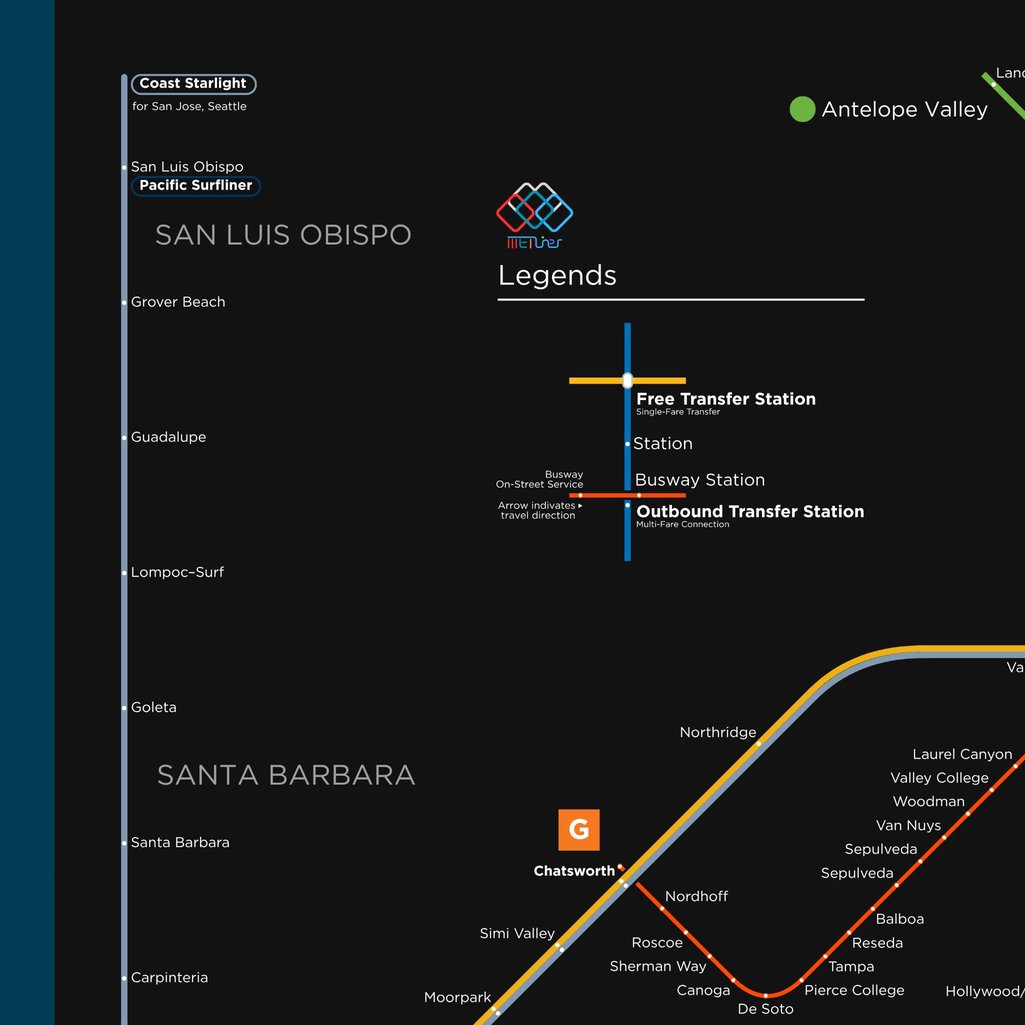 Coast Starlight
for San Jose, Seattle
San Luis Obispo
Pacific Surfliner
SAN LUIS OBISPO
Grover Beach
Guadalupe
Lompoc–Surf
Goleta
SANTA BARBARA
Santa Barbara
Carpinteria
Antelope Valley
Legends
Free Transfer Station
Single-Fare Transfer
Station
Busway
On-Street Service
Busway Station
Arrow indivates
travel direction
Outbound Transfer Station
Multi-Fare Connection
Northridge
G
Chatsworth
Simi Valley
Moorpark
Nordhoff
Roscoe
Sherman Way
Canoga
De Soto
Pierce College
Tampa
Reseda
Balboa
Sepulveda
Sepulveda
Van Nuys
Woodman
Valley College
Laurel Canyon
Hollywood/